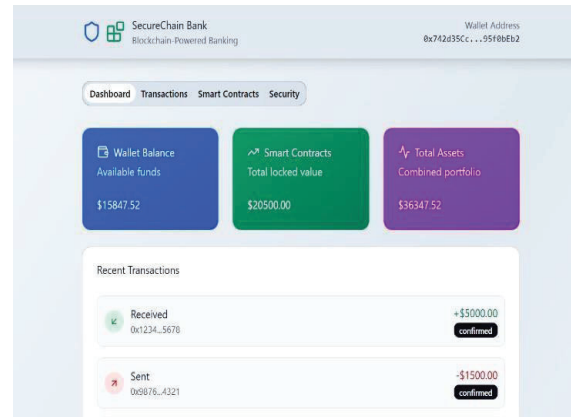 SecureChain Bank
Blockchain-Powered Banking
Wallet Address
0x742d35Cc...95f0bEb2
Dashboard Transactions Smart Contracts Security
Wallet Balance
Available funds
$15847.52
Smart Contracts
Total locked value
$20500.00
Total Assets
Combined portfolio
$36347.52
Recent Transactions
Received
0x1234...5678
+$5000.00
confirmed
Sent
0x9876...4321
-$1500.00
confirmed